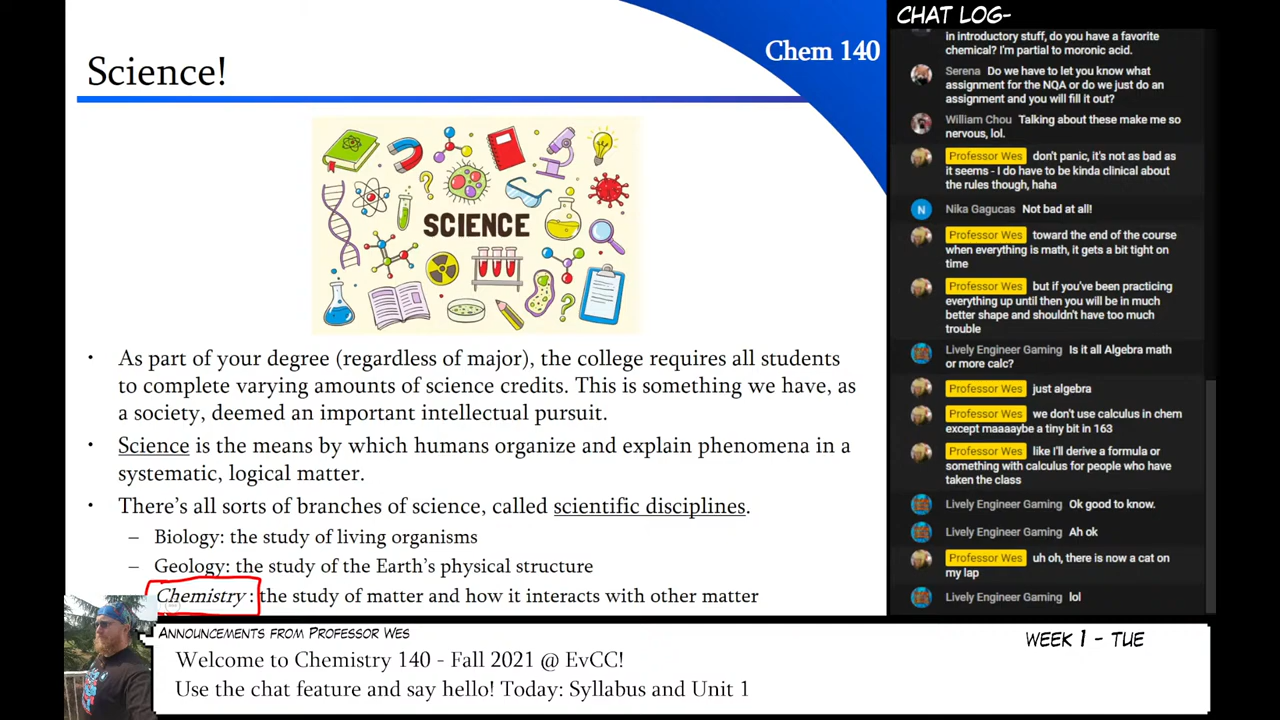 Science!
Chem 140
SCIENCE
• As part of your degree (regardless of major), the college requires all students
to complete varying amounts of science credits. This is something we have, as
a society, deemed an important intellectual pursuit.
• Science is the means by which humans organize and explain phenomena in a
systematic, logical matter.
• There's all sorts of branches of science, called scientific disciplines.
– Biology: the study of living organisms
– Geology: the study of the Earth's physical structure
Chemistry: the study of matter and how it interacts with other matter
CHAT LOG-
in introductory stuff, do you have a favorite
chemical? I'm partial to moronic acid.
Serena Do we have to let you know what
assignment for the NQA or do we just do an
assignment and you will fill it out?
William Chou Talking about these make me so
nervous, lol.
Professor Wes don't panic, it's not as bad as
it seems - I do have to be kinda clinical about
the rules though, haha
N Nika Gagucas Not bad at all!
Professor Wes toward the end of the course
when everything is math, it gets a bit tight on
time
Professor Wes but if you've been practicing
everything up until then you will be in much
better shape and shouldn't have too much
trouble
Lively Engineer Gaming Is it all Algebra math
or more calc?
Professor Wes just algebra
Professor Wes we don't use calculus in chem
except maaaaybe a tiny bit in 163
Professor Wes like I'll derive a formula or
something with calculus for people who have
taken the class
Lively Engineer Gaming Ok good to know.
Lively Engineer Gaming Ah ok
Professor Wes uh oh, there is now a cat on
my lap
Lively Engineer Gaming lol
Announcements from Professor Wes
WEEK 1 - TUE
Welcome to Chemistry 140 - Fall 2021 @ EvCC!
Use the chat feature and say hello! Today: Syllabus and Unit 1